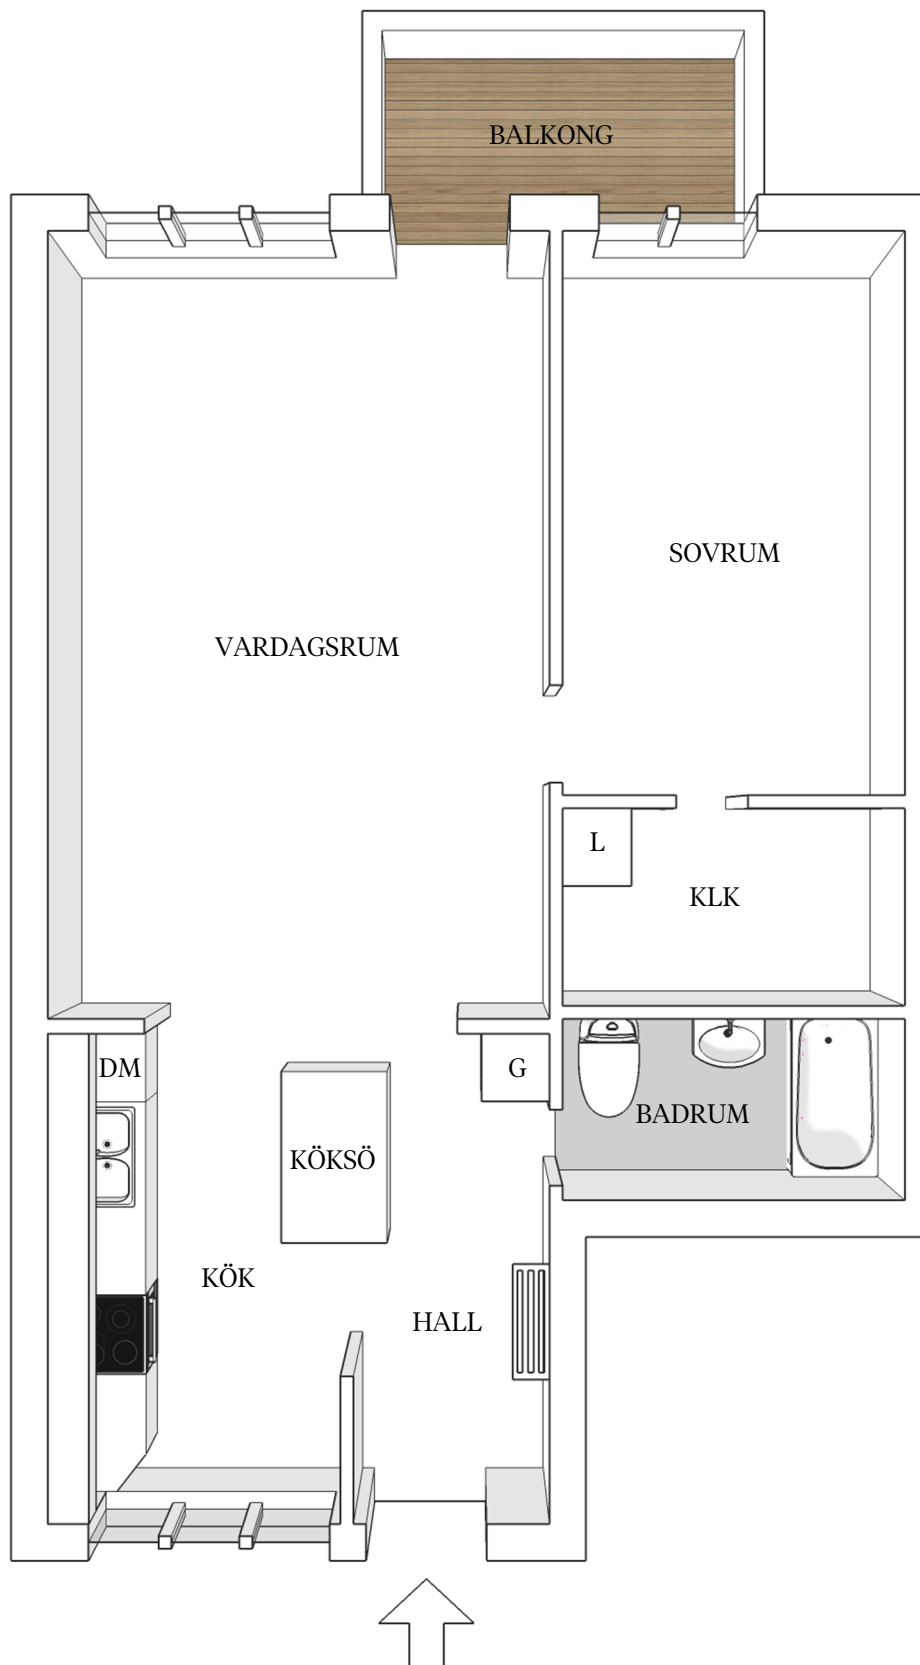 BALKONG
SOVRUM
VARDAGSRUM
L
KLK
DM
G
BADRUM
KÖKSÖ
KÖK
HALL